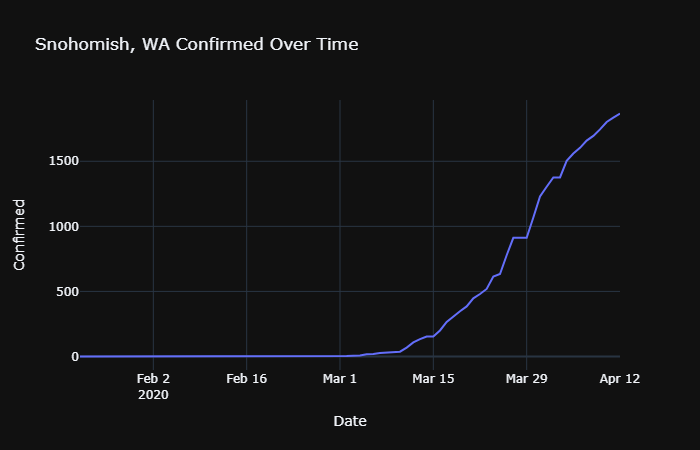 Snohomish, WA Confirmed Over Time
Confirmed
1500
1000
500
0
Feb 2
2020
Feb 16
Mar 1
Mar 15
Mar 29
Apr 12
Date